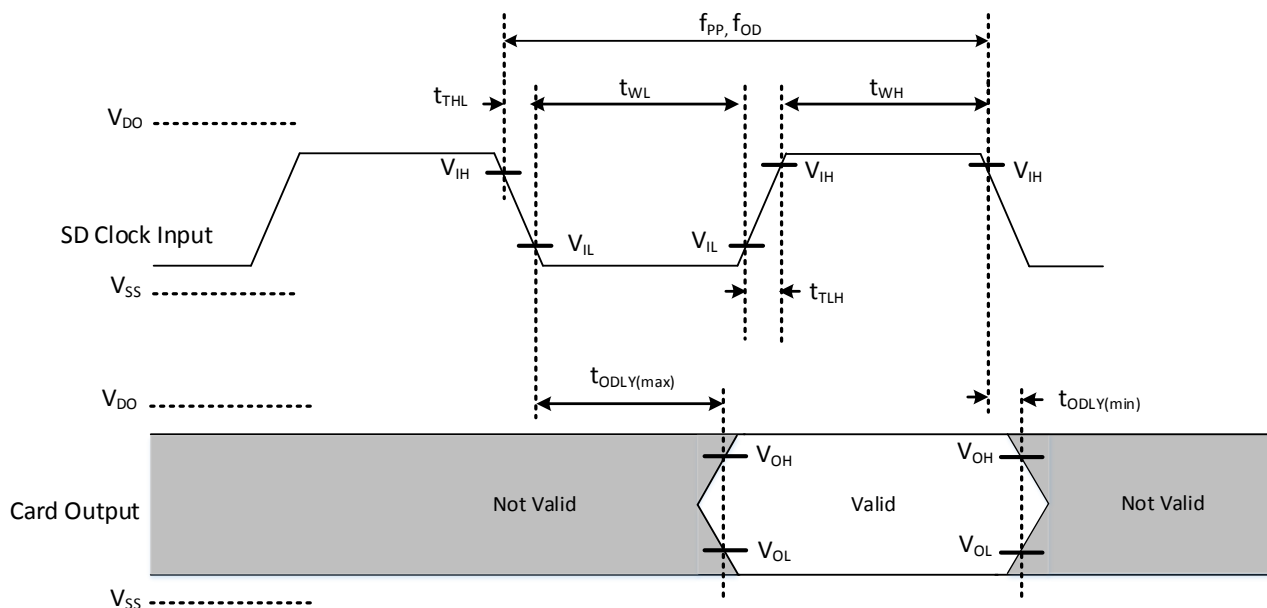 fPP, fOD
tTHL
tWL
tWH
VDO
VIH
VIH
VIH
SD Clock Input
VIL
VIL
VSS
tTLH
tODLY(max)
VDO
tODLY(min)
VOH
VOH
Not Valid
Valid
Not Valid
Card Output
VOL
VOL
VSS